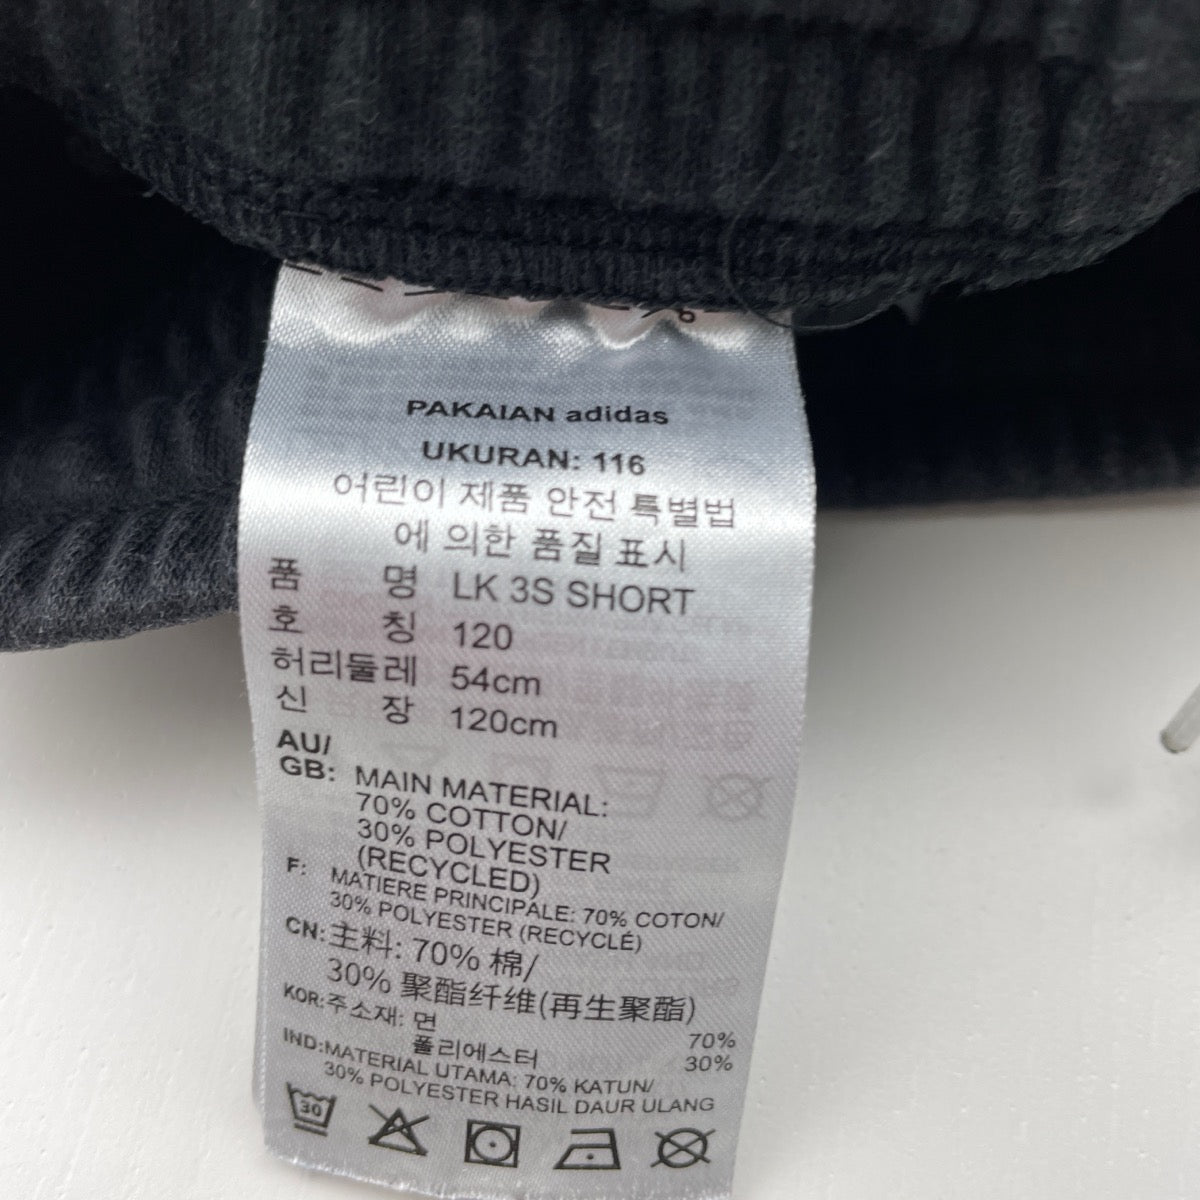 PAKAIAN adidas
UKURAN: 116
어린이 제품 안전 특별법
에 의한 품질 표시
품 명 LK 3S SHORT
호 칭 120
허리둘레 54cm
신 장 120cm
AU/
GB: MAIN MATERIAL:
70% COTTON/
30% POLYESTER
(RECYCLED)
F: MATIERE PRINCIPALE: 70% COTON/
30% POLYESTER (RECYCLÉ)
CN: 主料: 70% 棉/
30% 聚酯纤维(再生聚酯)
KOR: 주소재: 면 70%
폴리에스터 30%
IND: MATERIAL UTAMA: 70% KATUN/
30% POLYESTER HASIL DAUR ULANG
30